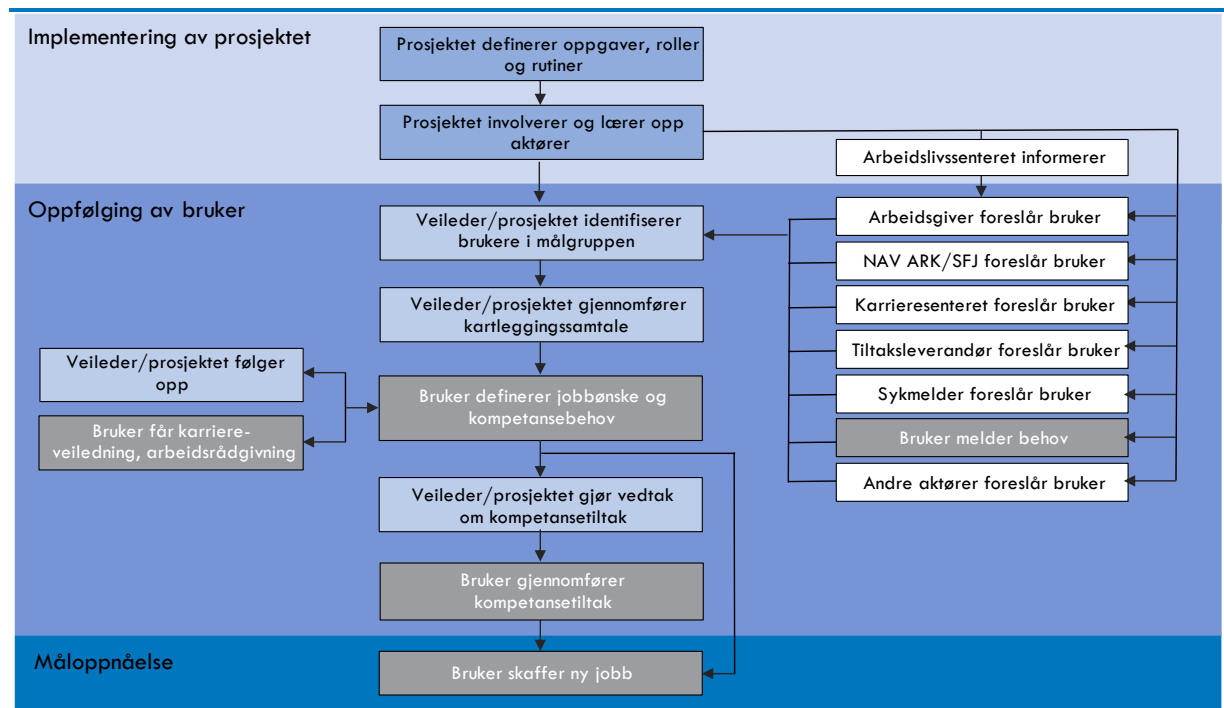 Implementering av prosjektet
Prosjektet definerer oppgaver, roller
og rutiner
Prosjektet involverer og lærer opp
aktører
Arbeidslivssenteret informerer
Oppfølging av bruker
Veileder/prosjektet identifiserer
brukere i målgruppen
Arbeidsgiver foreslår bruker
NAV ARK/SFJ foreslår bruker
Veileder/prosjektet gjennomfører
kartleggingssamtale
Karrieresenteret foreslår bruker
Tiltaksleverandør foreslår bruker
Veileder/prosjektet følger
opp
Bruker definerer jobbønske og
kompetansebehov
Sykmelder foreslår bruker
Bruker får karriere-
veiledning, arbeidsrådgivning
Bruker melder behov
Andre aktører foreslår bruker
Veileder/prosjektet gjør vedtak
om kompetansetiltak
Bruker gjennomfører
kompetansetiltak
Måloppnåelse
Bruker skaffer ny jobb